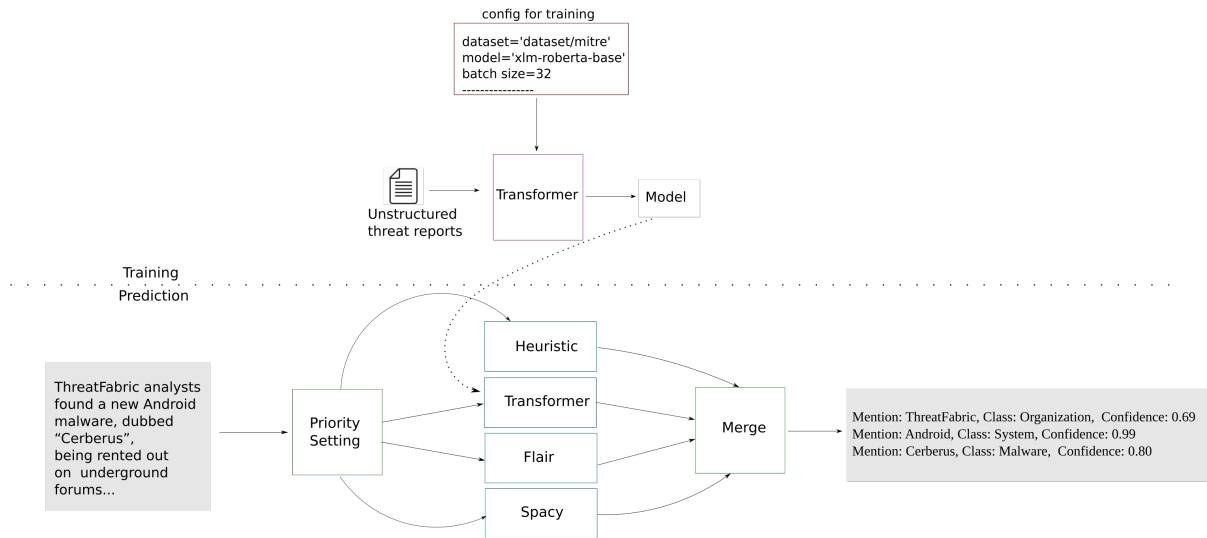 config for training
dataset='dataset/mitre'
model='xlm-roberta-base'
batch size=32
----------------
Transformer
Model
Unstructured
threat reports
Training
Prediction
Heuristic
ThreatFabric analysts
found a new Android
malware, dubbed
“Cerberus”,
being rented out
on underground
forums...
Priority
Setting
Transformer
Flair
Spacy
Merge
Mention: ThreatFabric, Class: Organization, Confidence: 0.69
Mention: Android, Class: System, Confidence: 0.99
Mention: Cerberus, Class: Malware, Confidence: 0.80